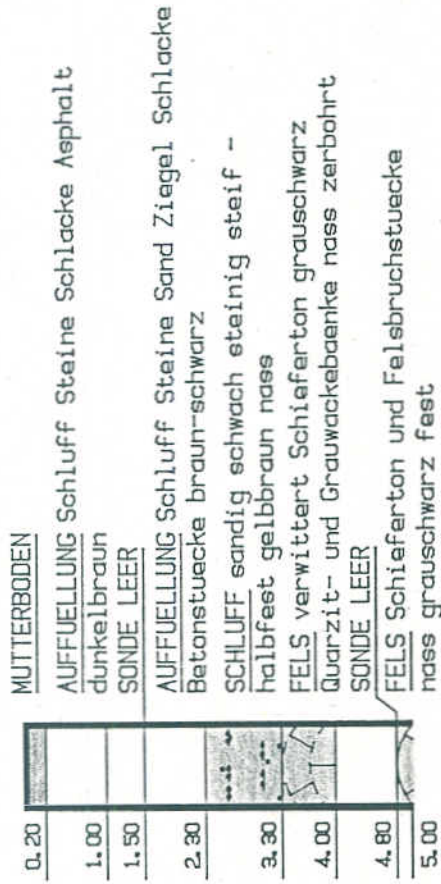 0.20
1.00
1.50
2.30
3.30
4.00
4.80
5.00
MUTTERBODEN
AUFFUELLUNG Schluff Steine Schlacke Asphalt
dunkelbraun
SONDE LEER
AUFFUELLUNG Schluff Steine Sand Ziegel Schlacke
Betonstuecke braun-schwarz
SCHLUFF sandig schwach steinig steif -
halbfest gelbbraun nass
FELS verwittert Schieferton grauschwarz
Quarzit- und Grauwackebaenke nass zerbohrt
SONDE LEER
FELS Schieferton und Felsbruchstuecke
nass grauschwarz fest